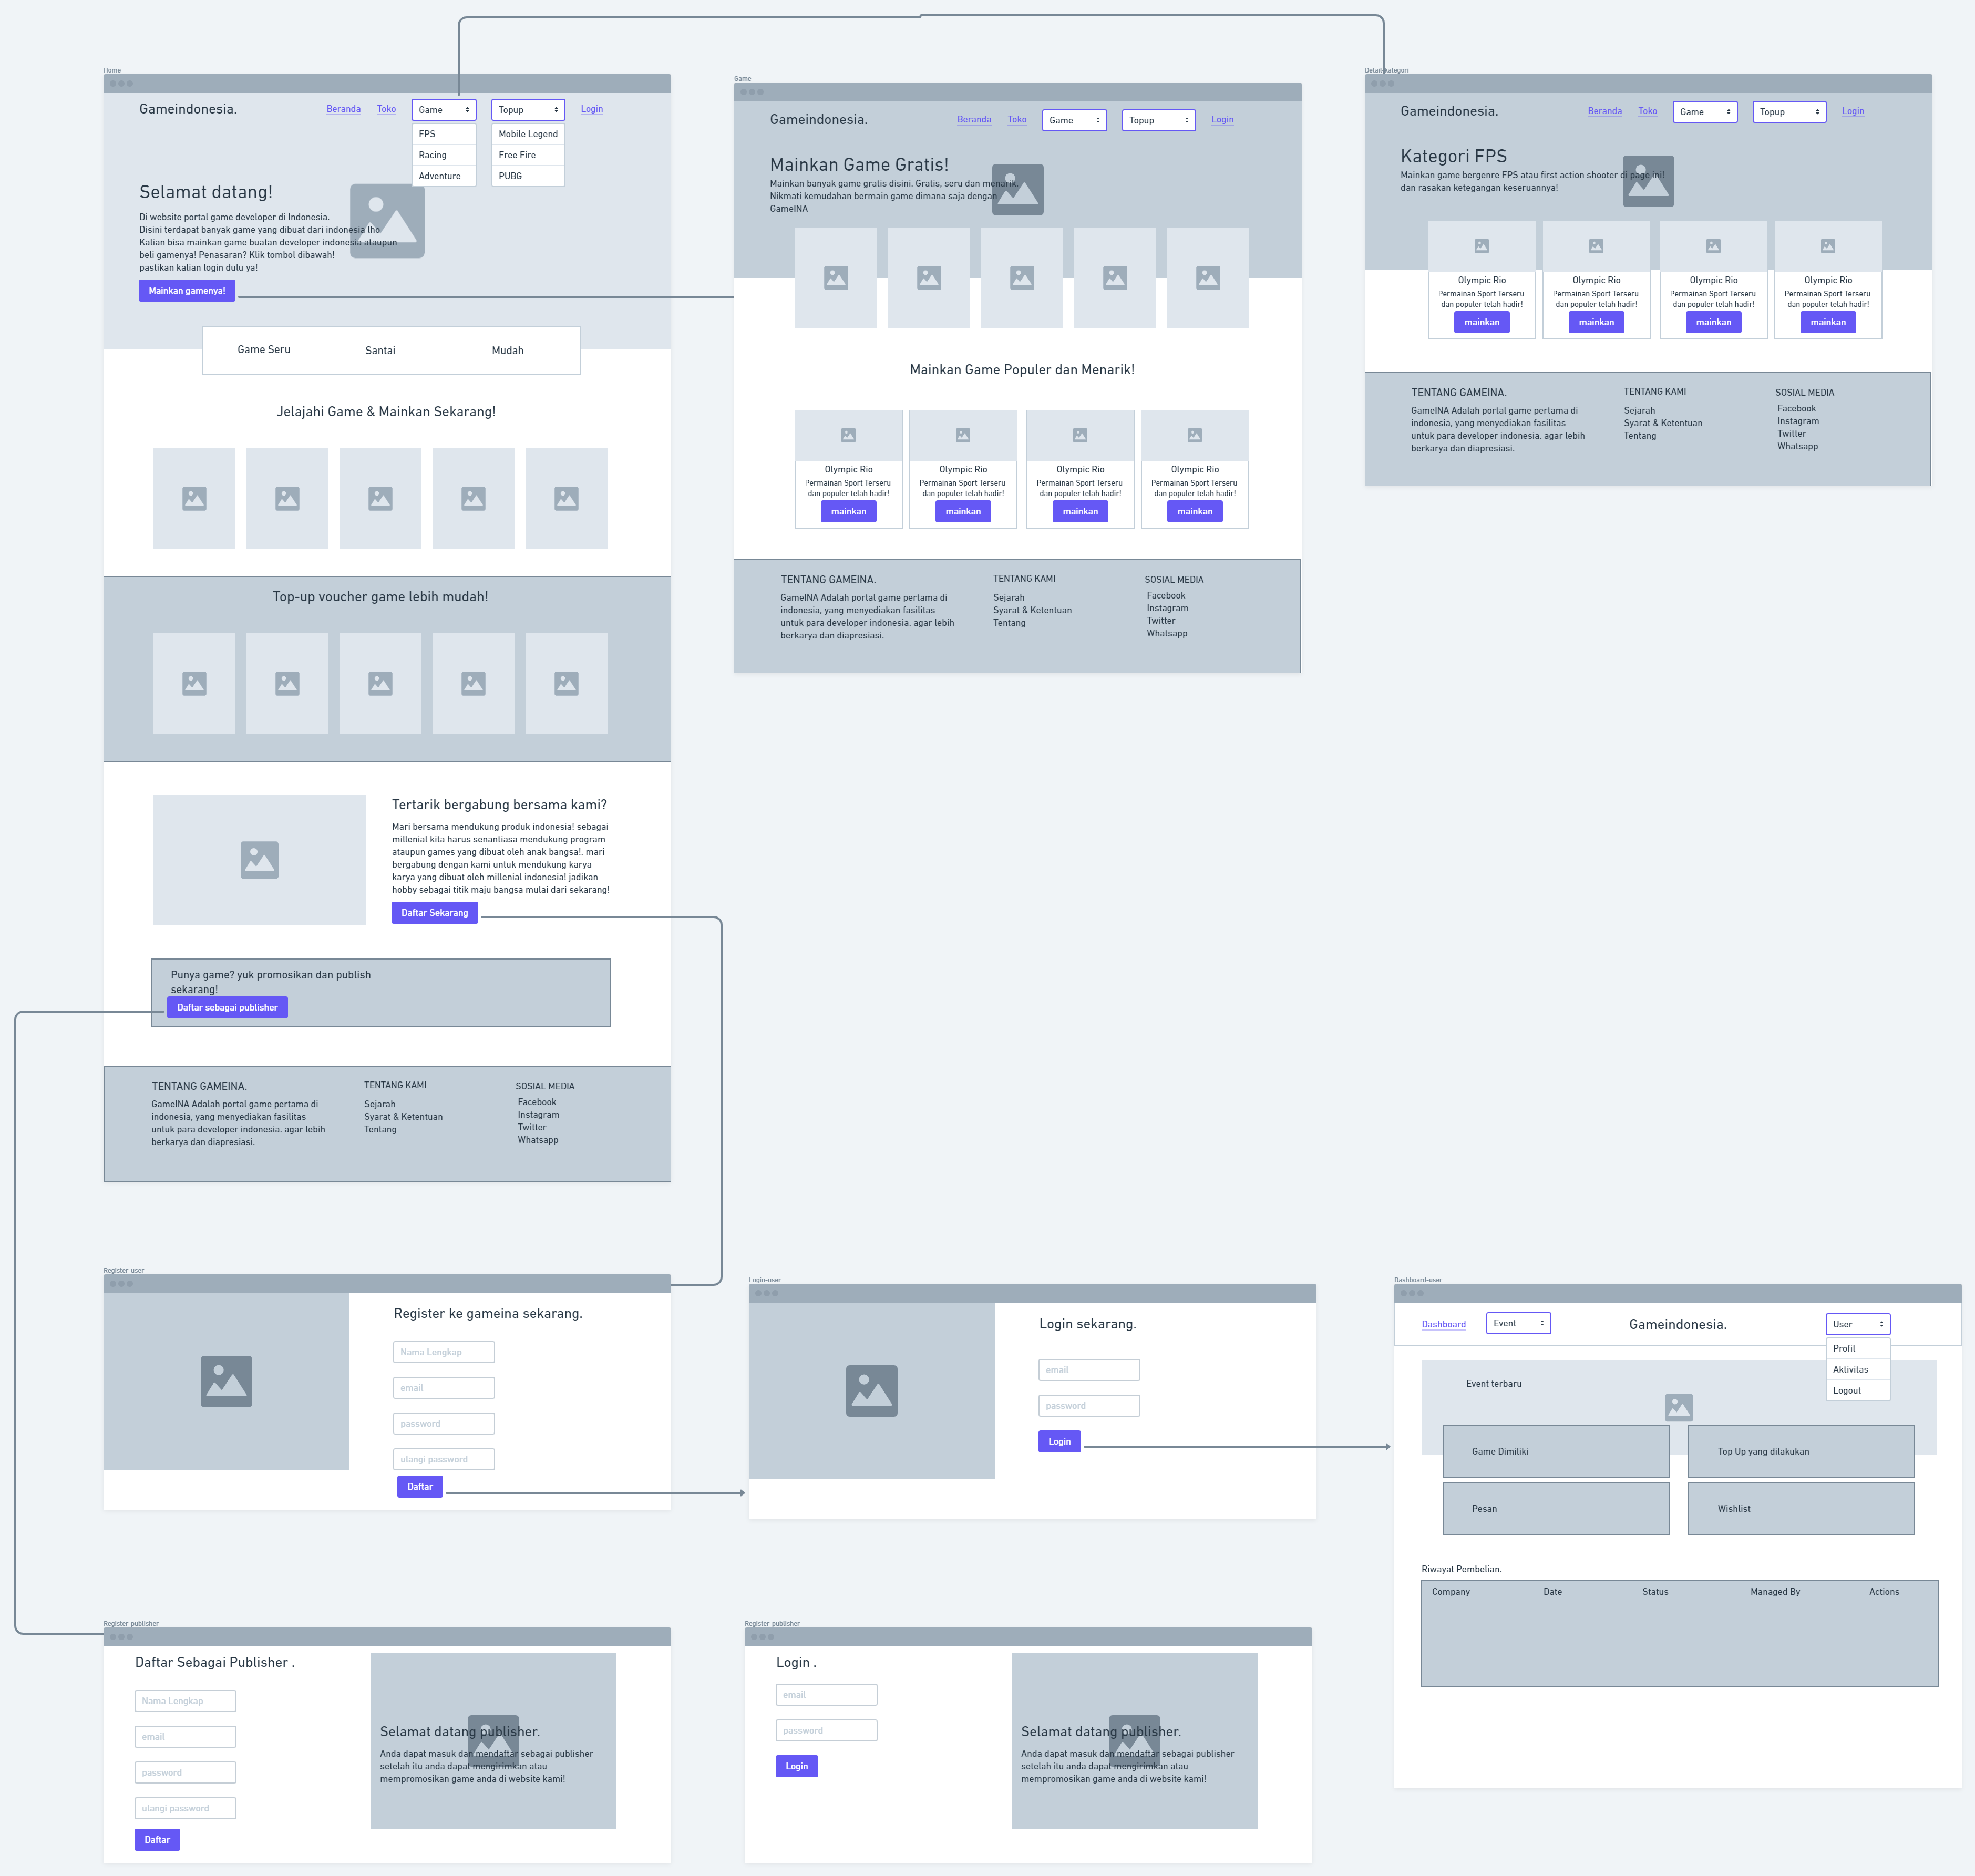 Home
Gameindonesia.
Beranda
Toko
Game
Topup
Login
FPS
Racing
Adventure
Mobile Legend
Free Fire
PUBG
Selamat datang!
Di website portal game developer di Indonesia.
Disini terdapat banyak game yang dibuat dari indonesia lho
Kalian bisa mainkan game buatan developer indonesia ataupun
beli gamenya! Penasaran? Klik tombol dibawah!
pastikan kalian login dulu ya!
Mainkan gamenya!
Game Seru
Santai
Mudah
Jelajahi Game & Mainkan Sekarang!
Top-up voucher game lebih mudah!
Tertarik bergabung bersama kami?
Mari bersama mendukung produk indonesia! sebagai
millenial kita harus senantiasa mendukung program
ataupun games yang dibuat oleh anak bangsa!. mari
bergabung dengan kami untuk mendukung karya
karya yang dibuat oleh millenial indonesia! jadikan
hobby sebagai titik maju bangsa mulai dari sekarang!
Daftar Sekarang
Punya game? yuk promosikan dan publish
sekarang!
Daftar sebagai publisher
TENTANG GAMEINA.
GameINA Adalah portal game pertama di
indonesia, yang menyediakan fasilitas
untuk para developer indonesia. agar lebih
berkarya dan diapresiasi.
TENTANG KAMI
Sejarah
Syarat & Ketentuan
Tentang
SOSIAL MEDIA
Facebook
Instagram
Twitter
Whatsapp
Game
Gameindonesia.
Beranda
Toko
Game
Topup
Login
Mainkan Game Gratis!
Mainkan banyak game gratis disini. Gratis, seru dan menarik.
Nikmati kemudahan bermain game dimana saja dengan
GameINA
Mainkan Game Populer dan Menarik!
Olympic Rio
Permainan Sport Terseru
dan populer telah hadir!
mainkan
Olympic Rio
Permainan Sport Terseru
dan populer telah hadir!
mainkan
Olympic Rio
Permainan Sport Terseru
dan populer telah hadir!
mainkan
Olympic Rio
Permainan Sport Terseru
dan populer telah hadir!
mainkan
TENTANG GAMEINA.
GameINA Adalah portal game pertama di
indonesia, yang menyediakan fasilitas
untuk para developer indonesia. agar lebih
berkarya dan diapresiasi.
TENTANG KAMI
Sejarah
Syarat & Ketentuan
Tentang
SOSIAL MEDIA
Facebook
Instagram
Twitter
Whatsapp
Detail kategori
Gameindonesia.
Beranda
Toko
Game
Topup
Login
Kategori FPS
Mainkan game bergenre FPS atau first action shooter di page ini!
dan rasakan ketegangan keseruannya!
Olympic Rio
Permainan Sport Terseru
dan populer telah hadir!
mainkan
Olympic Rio
Permainan Sport Terseru
dan populer telah hadir!
mainkan
Olympic Rio
Permainan Sport Terseru
dan populer telah hadir!
mainkan
Olympic Rio
Permainan Sport Terseru
dan populer telah hadir!
mainkan
TENTANG GAMEINA.
GameINA Adalah portal game pertama di
indonesia, yang menyediakan fasilitas
untuk para developer indonesia. agar lebih
berkarya dan diapresiasi.
TENTANG KAMI
Sejarah
Syarat & Ketentuan
Tentang
SOSIAL MEDIA
Facebook
Instagram
Twitter
Whatsapp
Register-user
Register ke gameina sekarang.
Nama Lengkap
email
password
ulangi password
Daftar
Login-user
Login sekarang.
email
password
Login
Dashboard-user
Dashboard
Event
Gameindonesia.
User
Profil
Aktivitas
Logout
Event terbaru
Game Dimiliki
Top Up yang dilakukan
Pesan
Wishlist
Riwayat Pembelian.
Company
Date
Status
Managed By
Actions
Register-publisher
Daftar Sebagai Publisher .
Nama Lengkap
email
password
ulangi password
Daftar
Selamat datang publisher.
Anda dapat masuk dan mendaftar sebagai publisher
setelah itu anda dapat mengirimkan atau
mempromosikan game anda di website kami!
Register-publisher
Login .
email
password
Login
Selamat datang publisher.
Anda dapat masuk dan mendaftar sebagai publisher
setelah itu anda dapat mengirimkan atau
mempromosikan game anda di website kami!